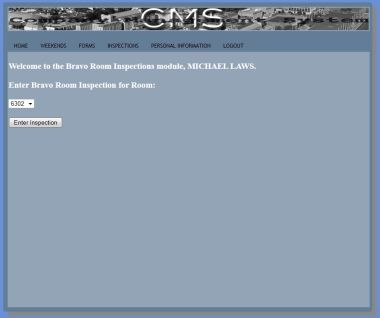 CMS
HOME WEEKENDS FORMS INSPECTIONS PERSONAL INFORMATION LOGOUT
Welcome to the Bravo Room Inspections module, MICHAEL LAWS.
Enter Bravo Room Inspection for Room:
6302
Enter Inspection